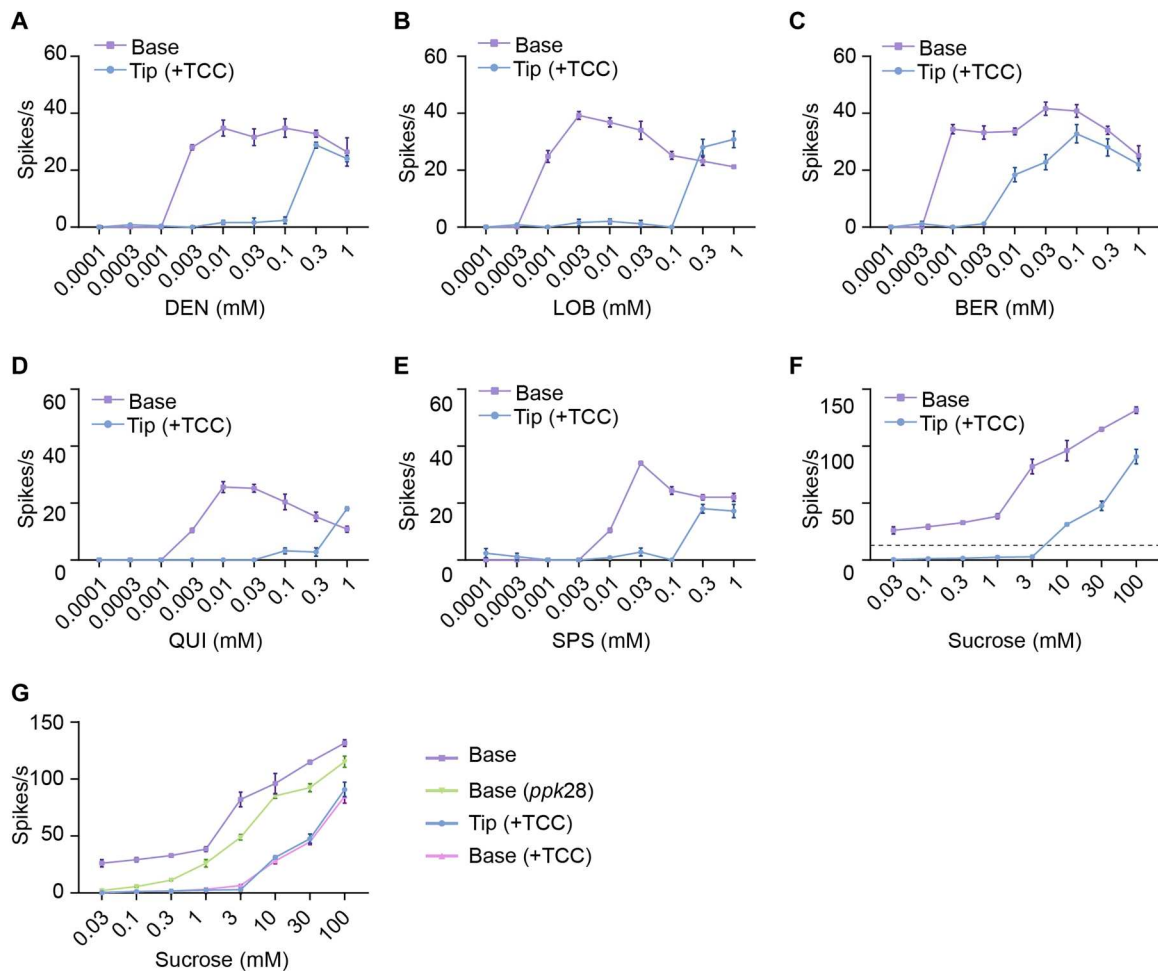 A
Base
Tip (+TCC)
60
40
20
0
Spikes/s
0.0001
0.0003
0.001
0.003
0.01
0.03
0.1
0.3
1
DEN (mM)
B
Base
Tip (+TCC)
60
40
20
0
Spikes/s
0.0001
0.0003
0.001
0.003
0.01
0.03
0.1
0.3
1
LOB (mM)
C
Base
Tip (+TCC)
60
40
20
0
Spikes/s
0.0001
0.0003
0.001
0.003
0.01
0.03
0.1
0.3
1
BER (mM)
D
Base
Tip (+TCC)
60
40
20
0
Spikes/s
0.0001
0.0003
0.001
0.003
0.01
0.03
0.1
0.3
1
QUI (mM)
E
Base
Tip (+TCC)
60
40
20
0
Spikes/s
0.0001
0.0003
0.001
0.003
0.01
0.03
0.1
0.3
1
SPS (mM)
F
Base
Tip (+TCC)
150
100
50
0
Spikes/s
0.03
0.1
0.3
1
3
10
30
100
Sucrose (mM)
G
150
100
50
0
Spikes/s
0.03
0.1
0.3
1
3
10
30
100
Sucrose (mM)
Base
Base (ppk28)
Tip (+TCC)
Base (+TCC)